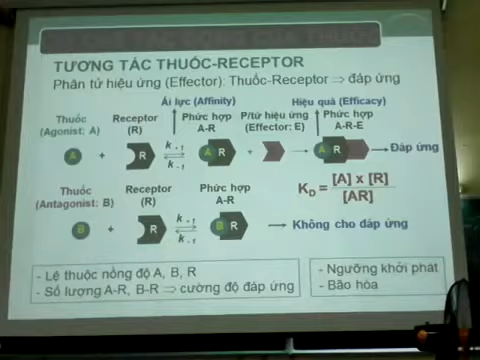 TƯƠNG TÁC THUỐC-RECEPTOR
Phân tử hiệu ứng (Effector): Thuốc-Receptor ⇒ đáp ứng
Ái lực (Affinity) Hiệu quả (Efficacy)
Thuốc Receptor Phức hợp P/tử hiệu ứng Phức hợp
(Agonist: A) (R) A-R (Effector: E) A-R-E
A + R k +1 k -1 A R + → A R → Đáp ứng
Thuốc Receptor Phức hợp
(Antagonist: B) (R) A-R
K_D = [A] x [R] / [AR]
B + R k +1 k -1 B R → Không cho đáp ứng
- Lệ thuộc nồng độ A, B, R
- Số lượng A-R, B-R ⇒ cường độ đáp ứng
- Ngưỡng khởi phát
- Bão hòa